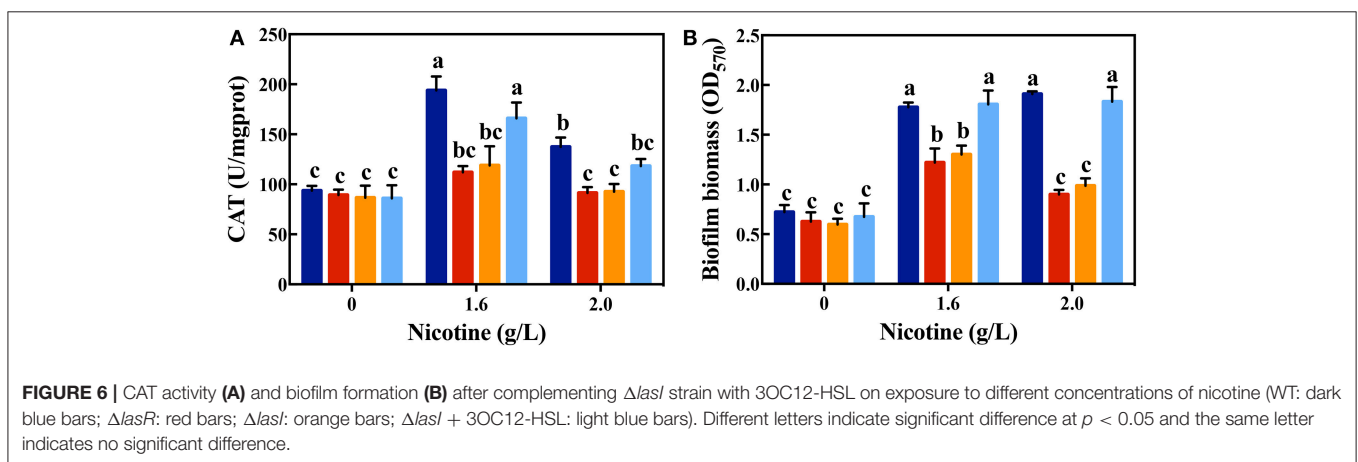 A
B
CAT (U/mgprot)
250
200
150
100
50
0
c c c c
a bc bc a
b c c bc
0 1.6 2.0
Nicotine (g/L)
Biofilm biomass (OD570)
2.5
2.0
1.5
1.0
0.5
0.0
c c c c
a b b a
a c c a
0 1.6 2.0
Nicotine (g/L)
FIGURE 6 | CAT activity (A) and biofilm formation (B) after complementing ΔlasI strain with 3OC12-HSL on exposure to different concentrations of nicotine (WT: dark
blue bars; ΔlasR: red bars; ΔlasI: orange bars; ΔlasI + 3OC12-HSL: light blue bars). Different letters indicate significant difference at p < 0.05 and the same letter
indicates no significant difference.